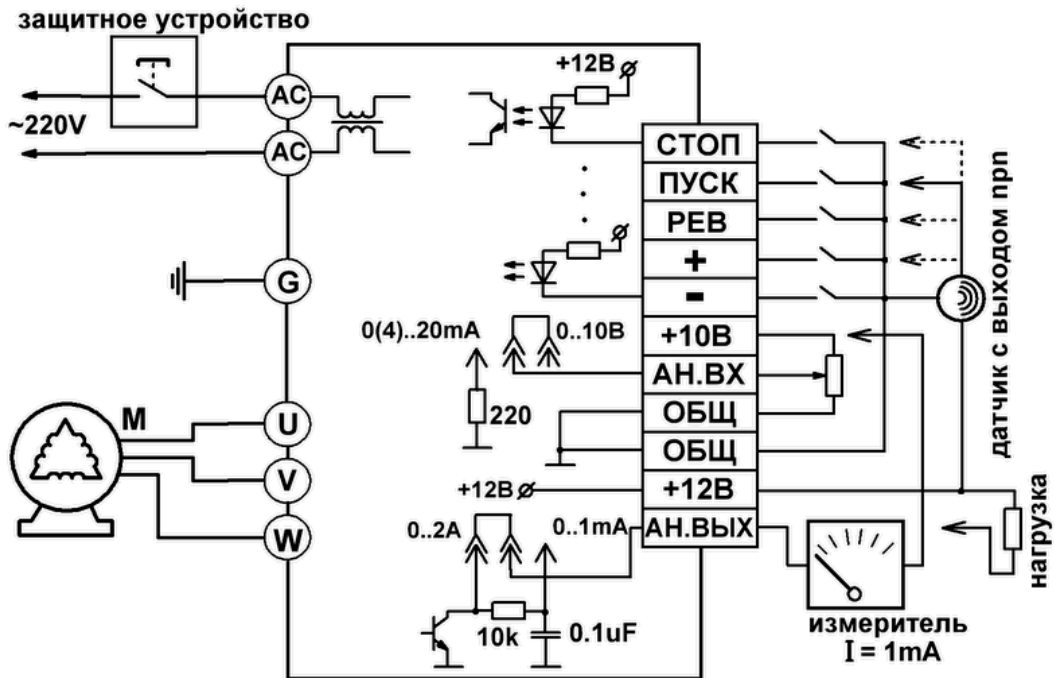 защитное устройство
~220V
AC
AC
G
M
U
V
W
+12В
0(4)..20mA
0..10В
220
+12В
0..2A
0..1mA
10k
0.1uF
СТОП
ПУСК
РЕВ
+
-
+10В
АН.ВХ
ОБЩ
ОБЩ
+12В
АН.ВЫХ
датчик с выходом npn
нагрузка
измеритель
I = 1mA